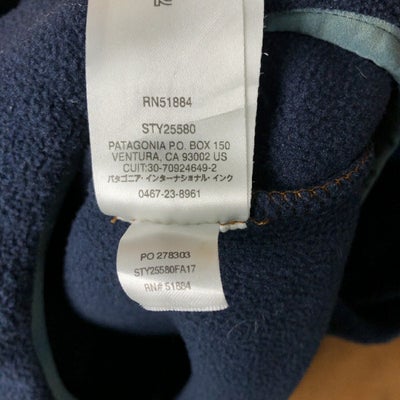 RN51884
STY25580
PATAGONIA P.O. BOX 150
VENTURA, CA 93002 US
CUIT:30-70924649-2
パタゴニア・インターナショナル・インク
0467-23-8961
PO 278303
STY25580FA17
RN# 51884